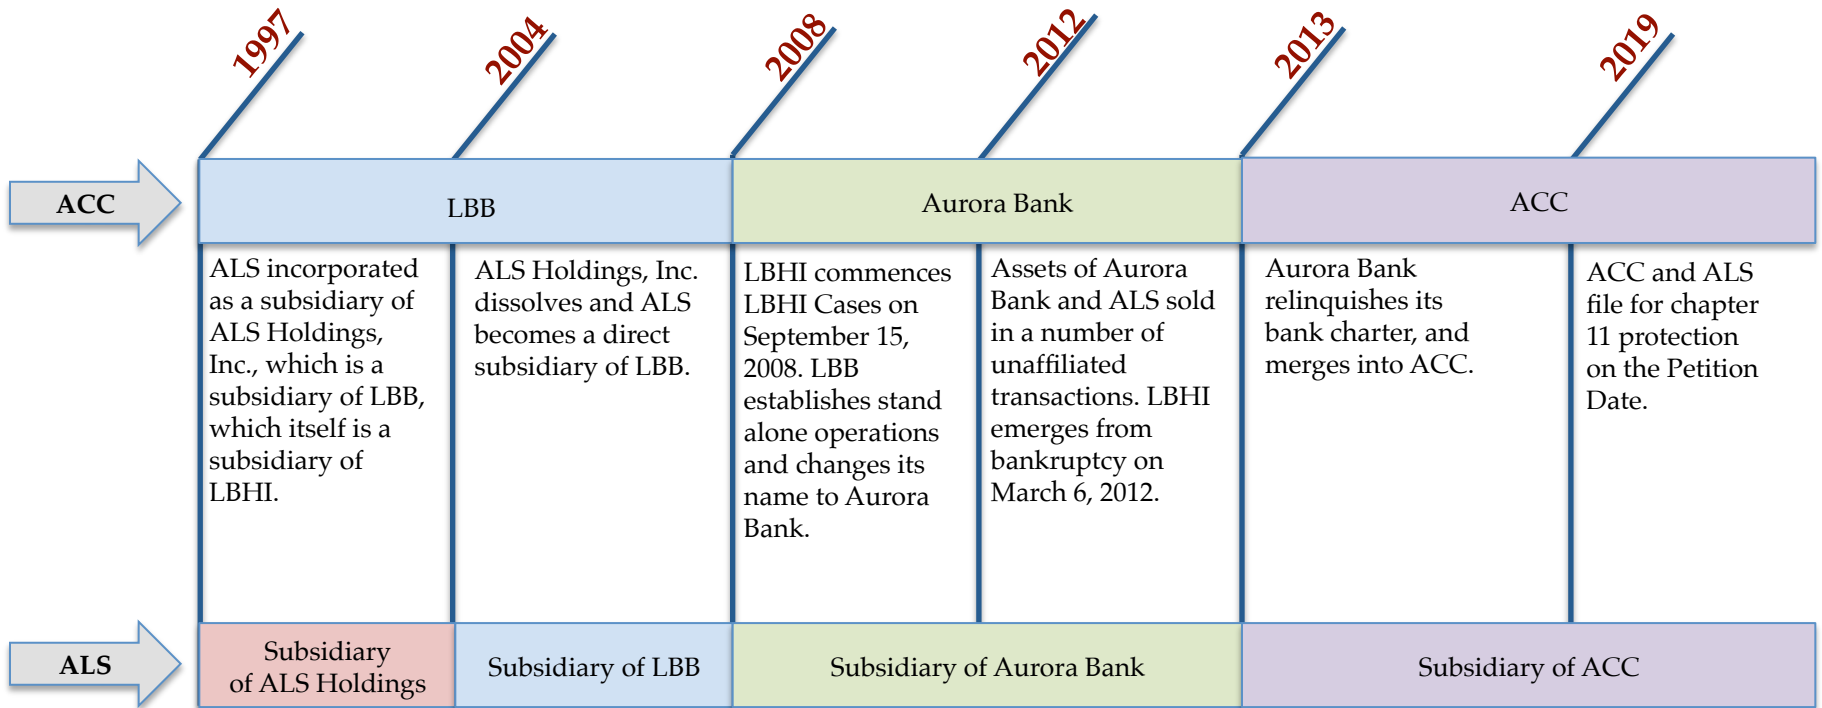 1997
2004
2008
2012
2013
2019
ACC
LBB
Aurora Bank
ACC
ALS incorporated
as a subsidiary of
ALS Holdings,
Inc., which is a
subsidiary of LBB,
which itself is a
subsidiary of
LBHI.
ALS Holdings, Inc.
dissolves and ALS
becomes a direct
subsidiary of LBB.
LBHI commences
LBHI Cases on
September 15,
2008. LBB
establishes stand
alone operations
and changes its
name to Aurora
Bank.
Assets of Aurora
Bank and ALS sold
in a number of
unaffiliated
transactions. LBHI
emerges from
bankruptcy on
March 6, 2012.
Aurora Bank
relinquishes its
bank charter, and
merges into ACC.
ACC and ALS
file for chapter
11 protection
on the Petition
Date.
ALS
Subsidiary
of ALS Holdings
Subsidiary of LBB
Subsidiary of Aurora Bank
Subsidiary of ACC